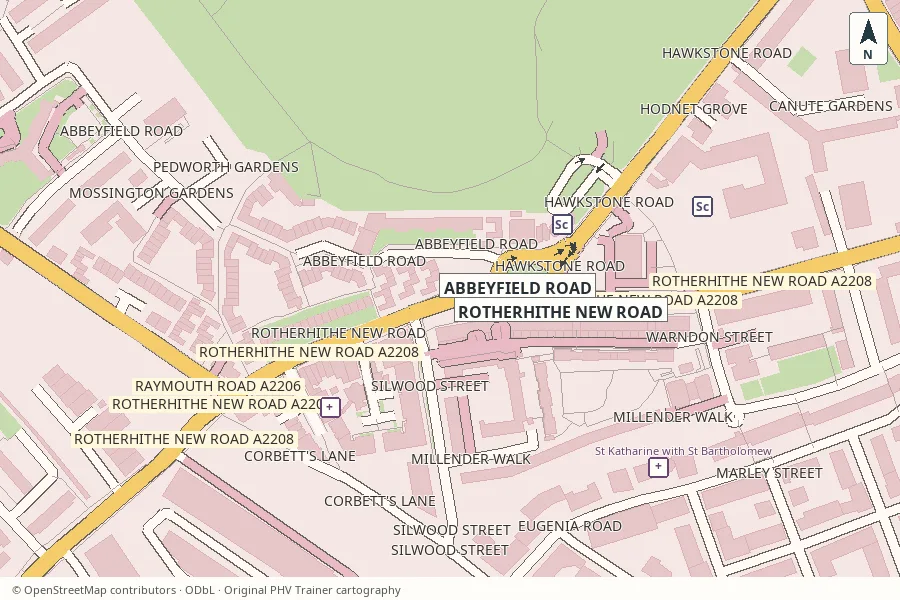 HAWKSTONE ROAD
N
HODNET GROVE
CANUTE GARDENS
ABBEYFIELD ROAD
PEDWORTH GARDENS
MOSSINGTON GARDENS
HAWKSTONE ROAD
Sc
Sc
ABBEYFIELD ROAD
ABBEYFIELD ROAD
HAWKSTONE ROAD
ROTHERHITHE NEW ROAD A2208
ABBEYFIELD ROAD
NEW ROAD A2208
ROTHERHITHE NEW ROAD
ROTHERHITHE NEW ROAD
WARNDON STREET
ROTHERHITHE NEW ROAD A2208
RAYMOUTH ROAD A2206
SILWOOD STREET
ROTHERHITHE NEW ROAD A220
MILLENDER WALK
ROTHERHITHE NEW ROAD A2208
CORBETT'S LANE
MILLENDER WALK
St Katharine with St Bartholomew
MARLEY STREET
CORBETT'S LANE
SILWOOD STREET
EUGENIA ROAD
SILWOOD STREET
© OpenStreetMap contributors · ODbL · Original PHV Trainer cartography